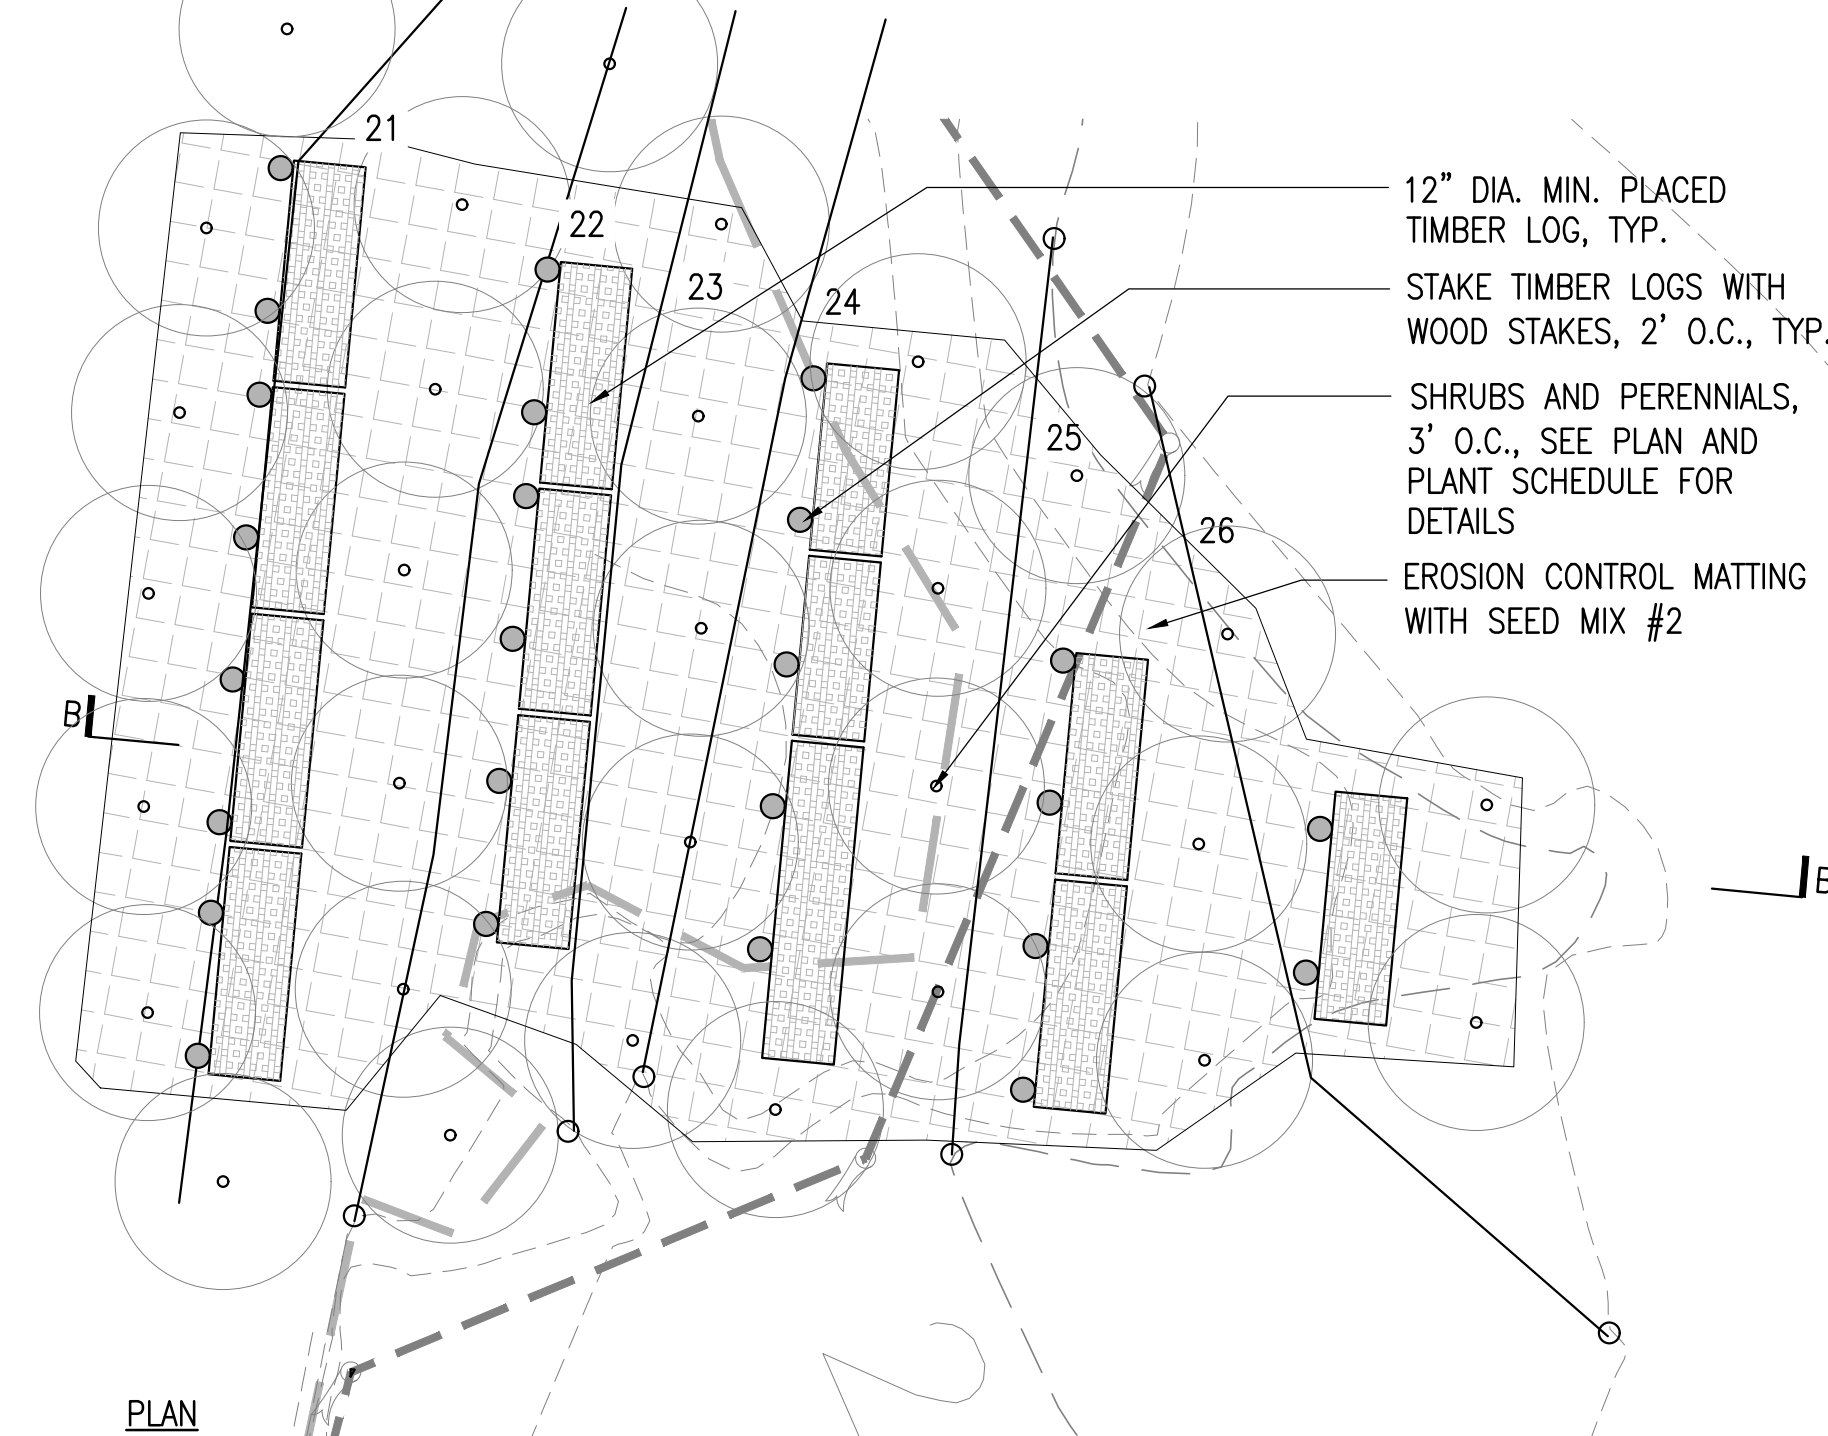 21
22
23
24
25
26
12” DIA. MIN. PLACED
TIMBER LOG, TYP.
STAKE TIMBER LOGS WITH
WOOD STAKES, 2’ O.C., TYP.
SHRUBS AND PERENNIALS,
3’ O.C., SEE PLAN AND
PLANT SCHEDULE FOR
DETAILS
EROSION CONTROL MATTING
WITH SEED MIX #2
B
B
PLAN